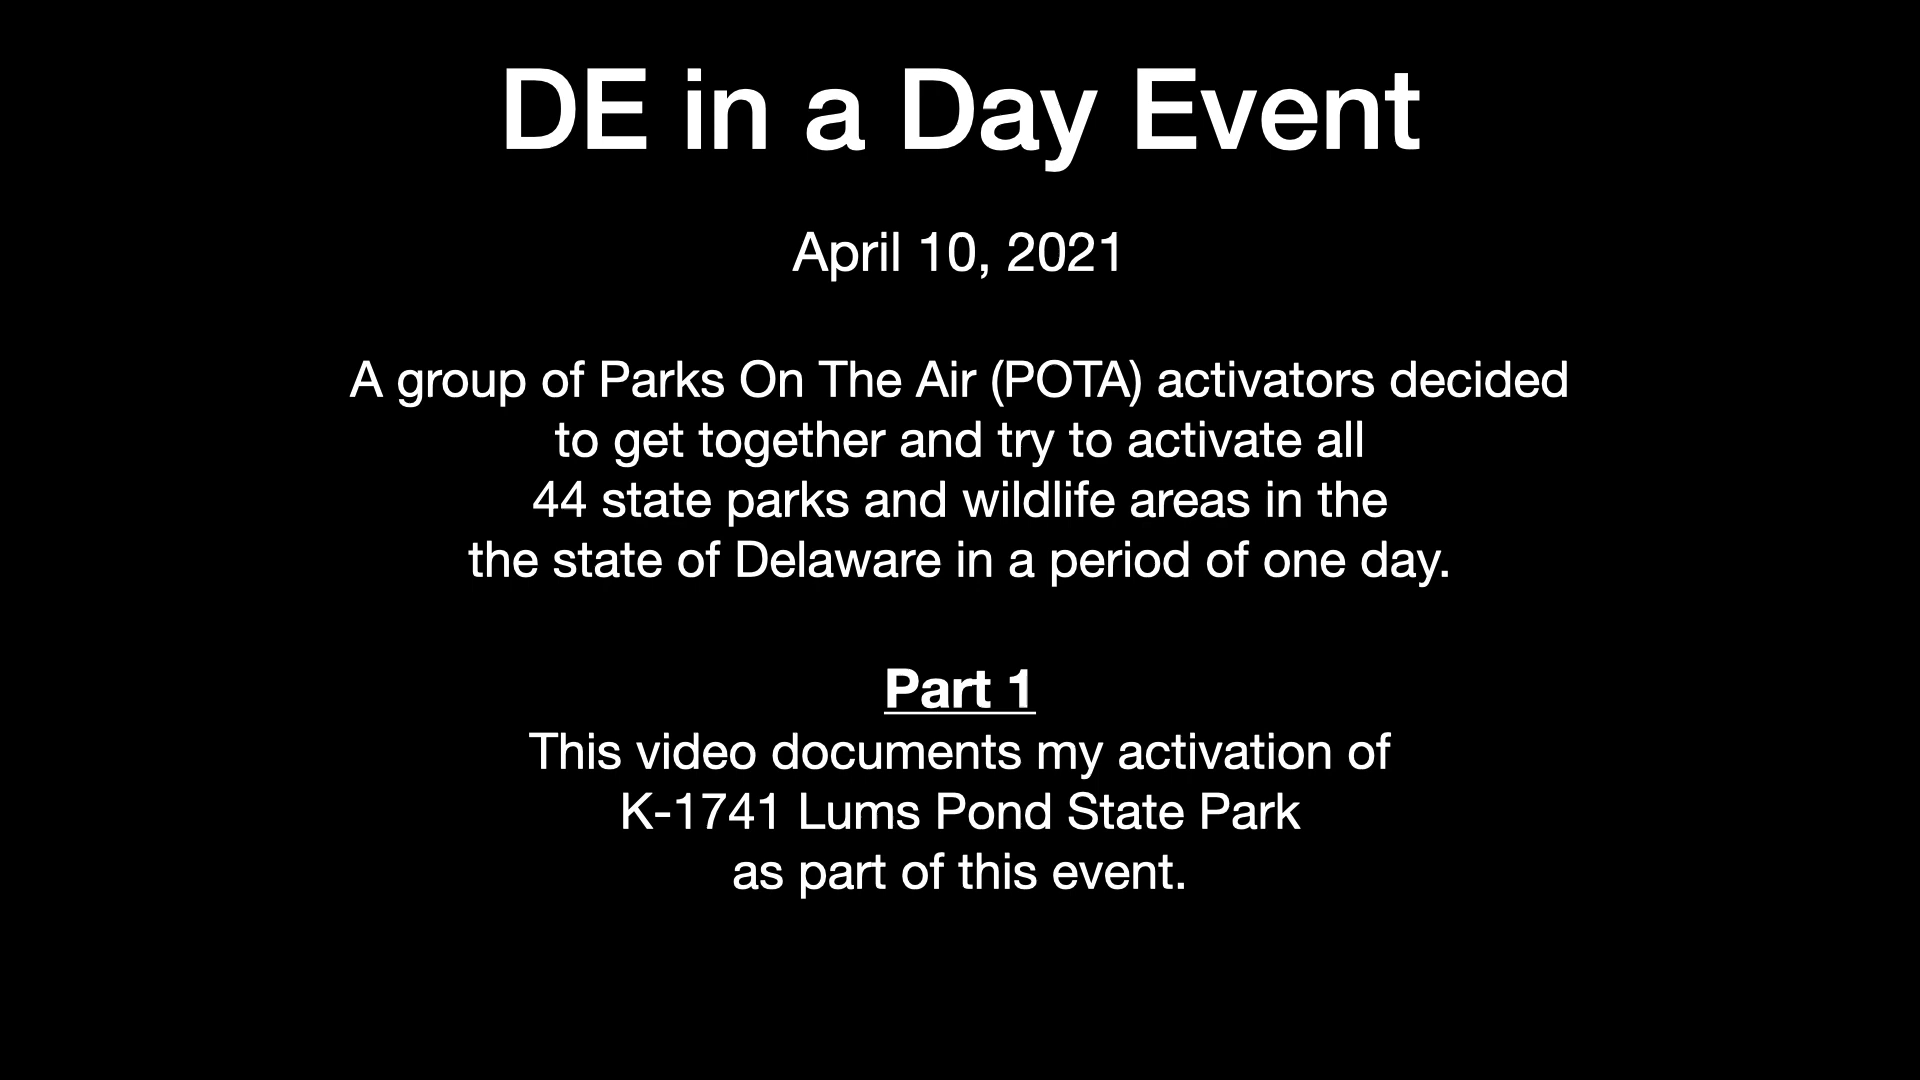 DE in a Day Event
April 10, 2021
A group of Parks On The Air (POTA) activators decided
to get together and try to activate all
44 state parks and wildlife areas in the
the state of Delaware in a period of one day.
Part 1
This video documents my activation of
K-1741 Lums Pond State Park
as part of this event.